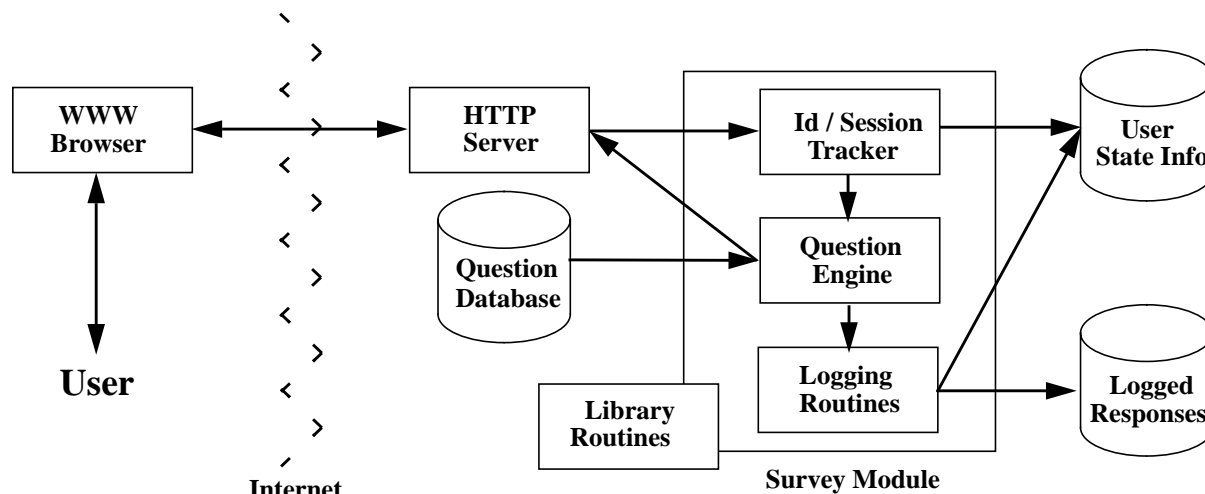 WWW
Browser
HTTP
Server
Id / Session
Tracker
User
State Info
Question
Database
Question
Engine
User
Library
Routines
Logging
Routines
Logged
Responses
Internet
Survey Module